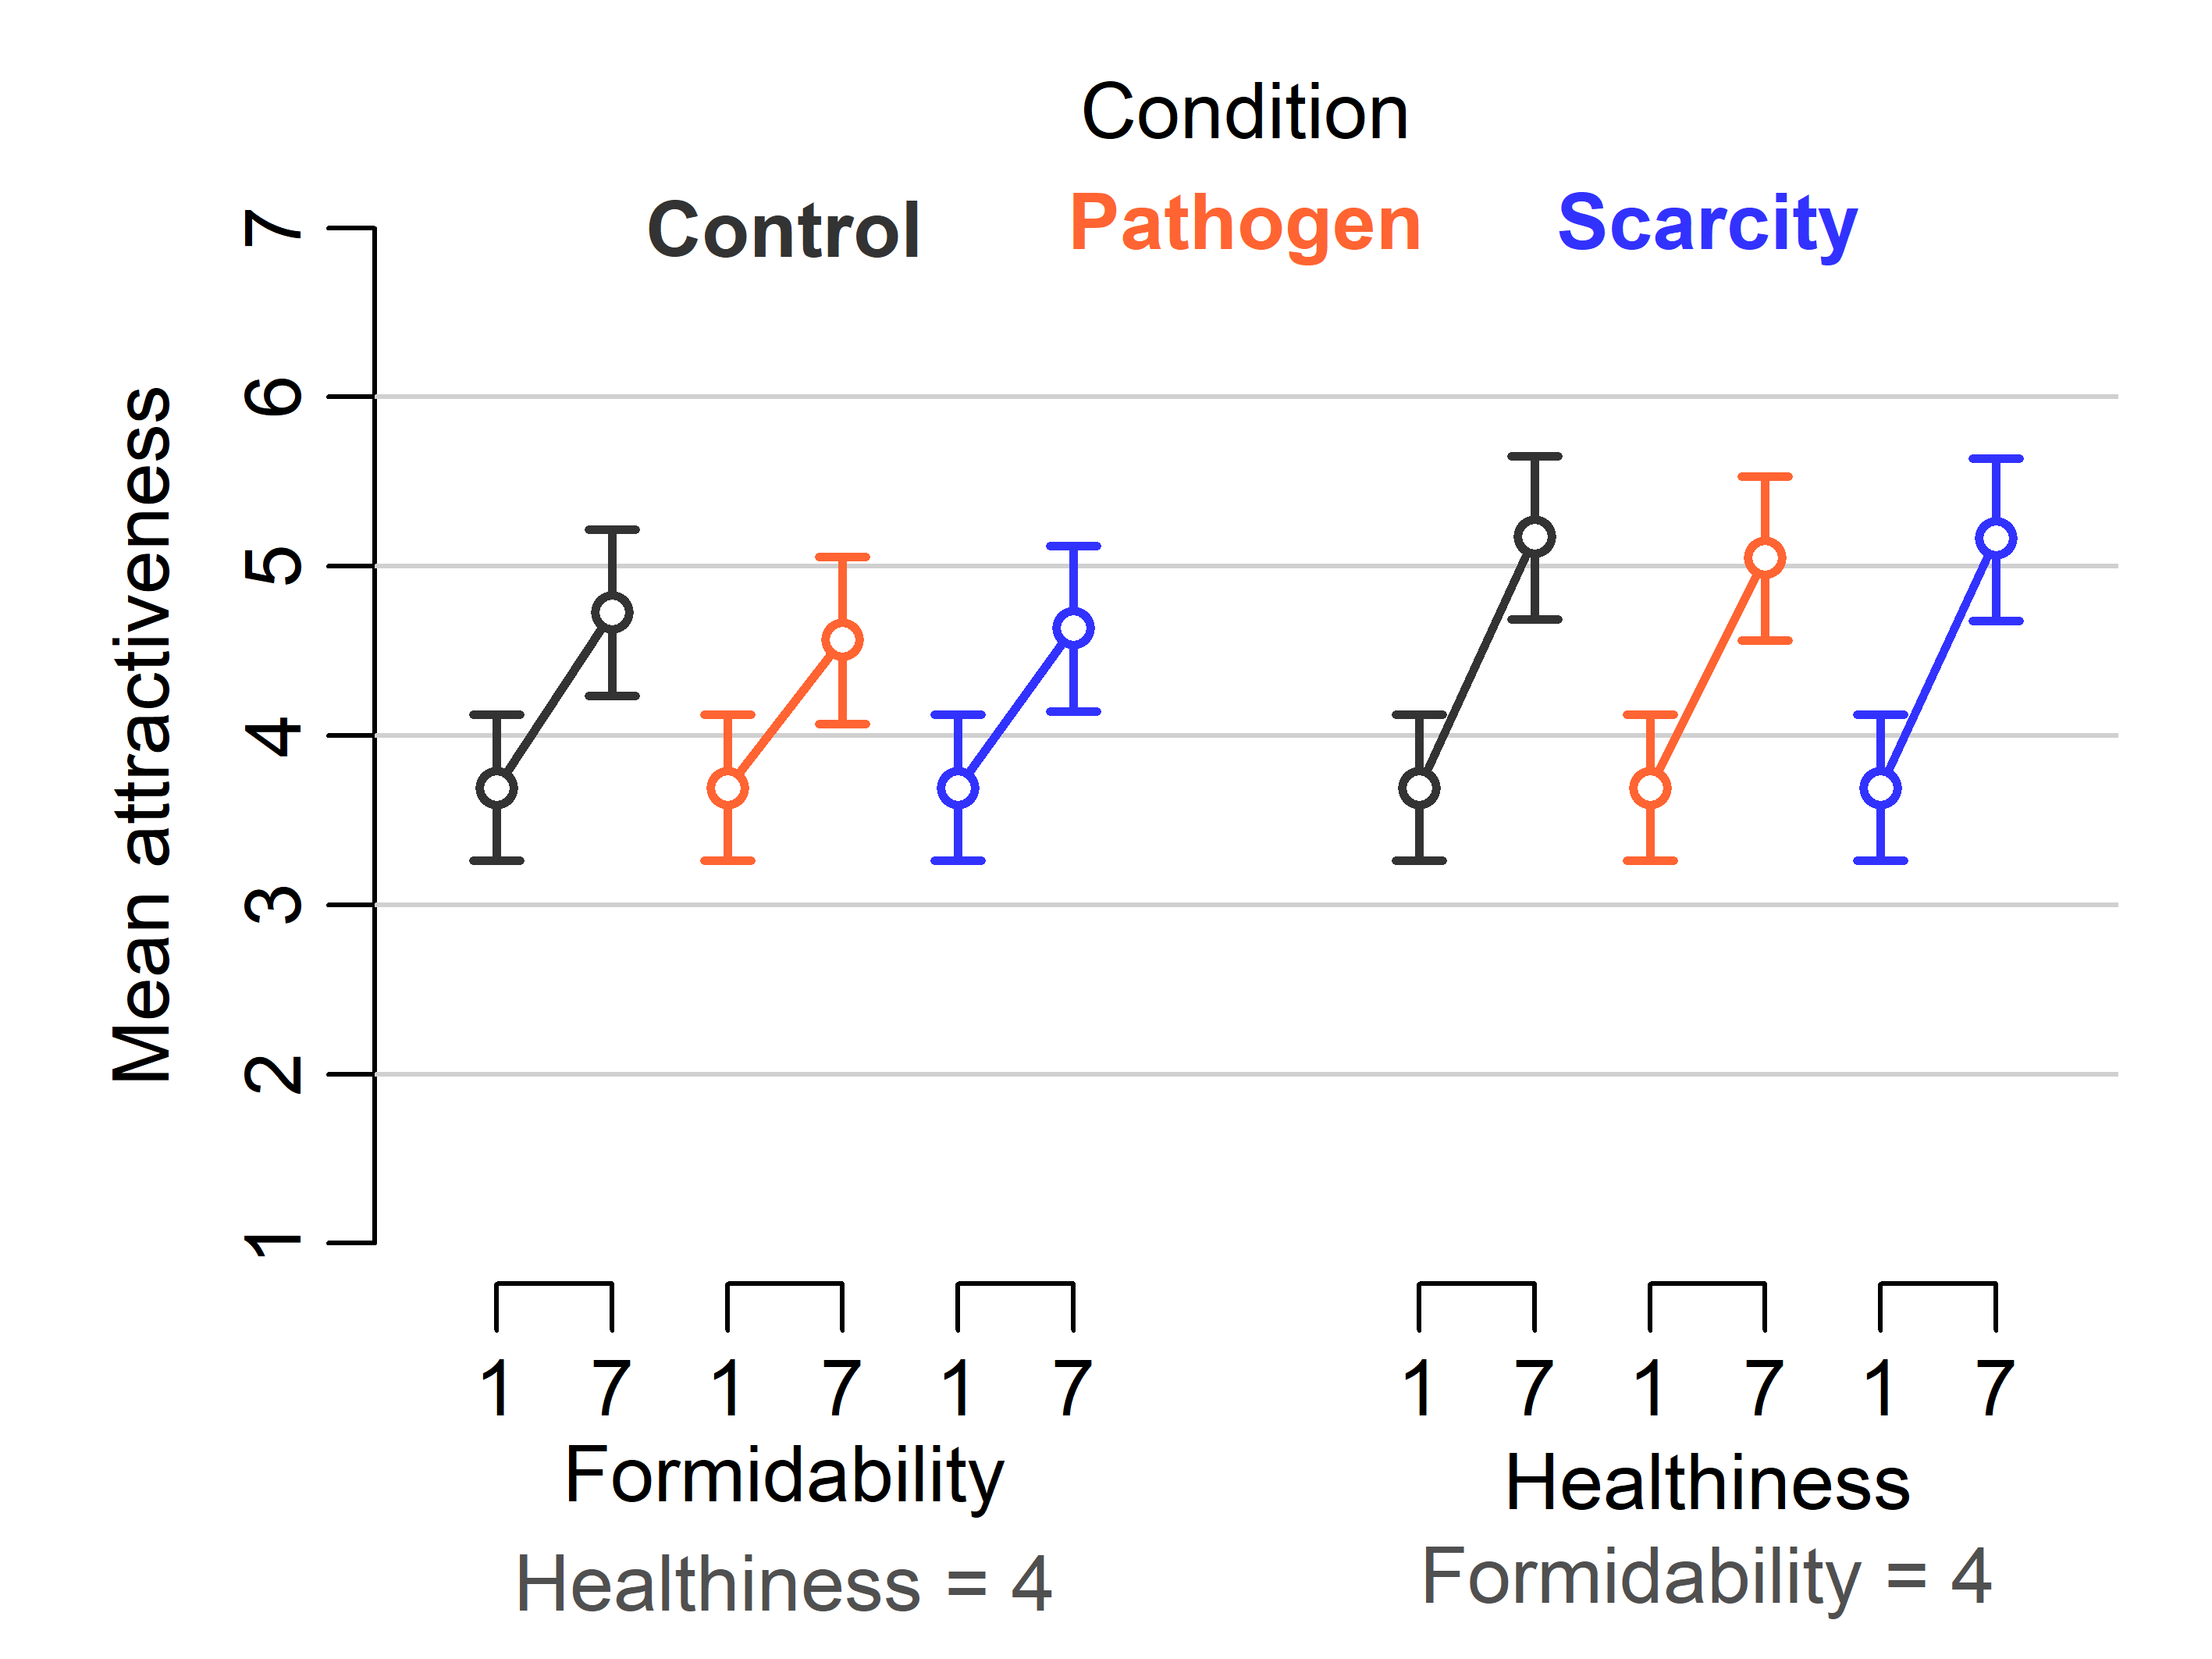 Condition
Control Pathogen Scarcity
Mean attractiveness
7
6
5
4
3
2
1
1 7 1 7 1 7 1 7 1 7 1 7
Formidability Healthiness
Healthiness = 4 Formidability = 4